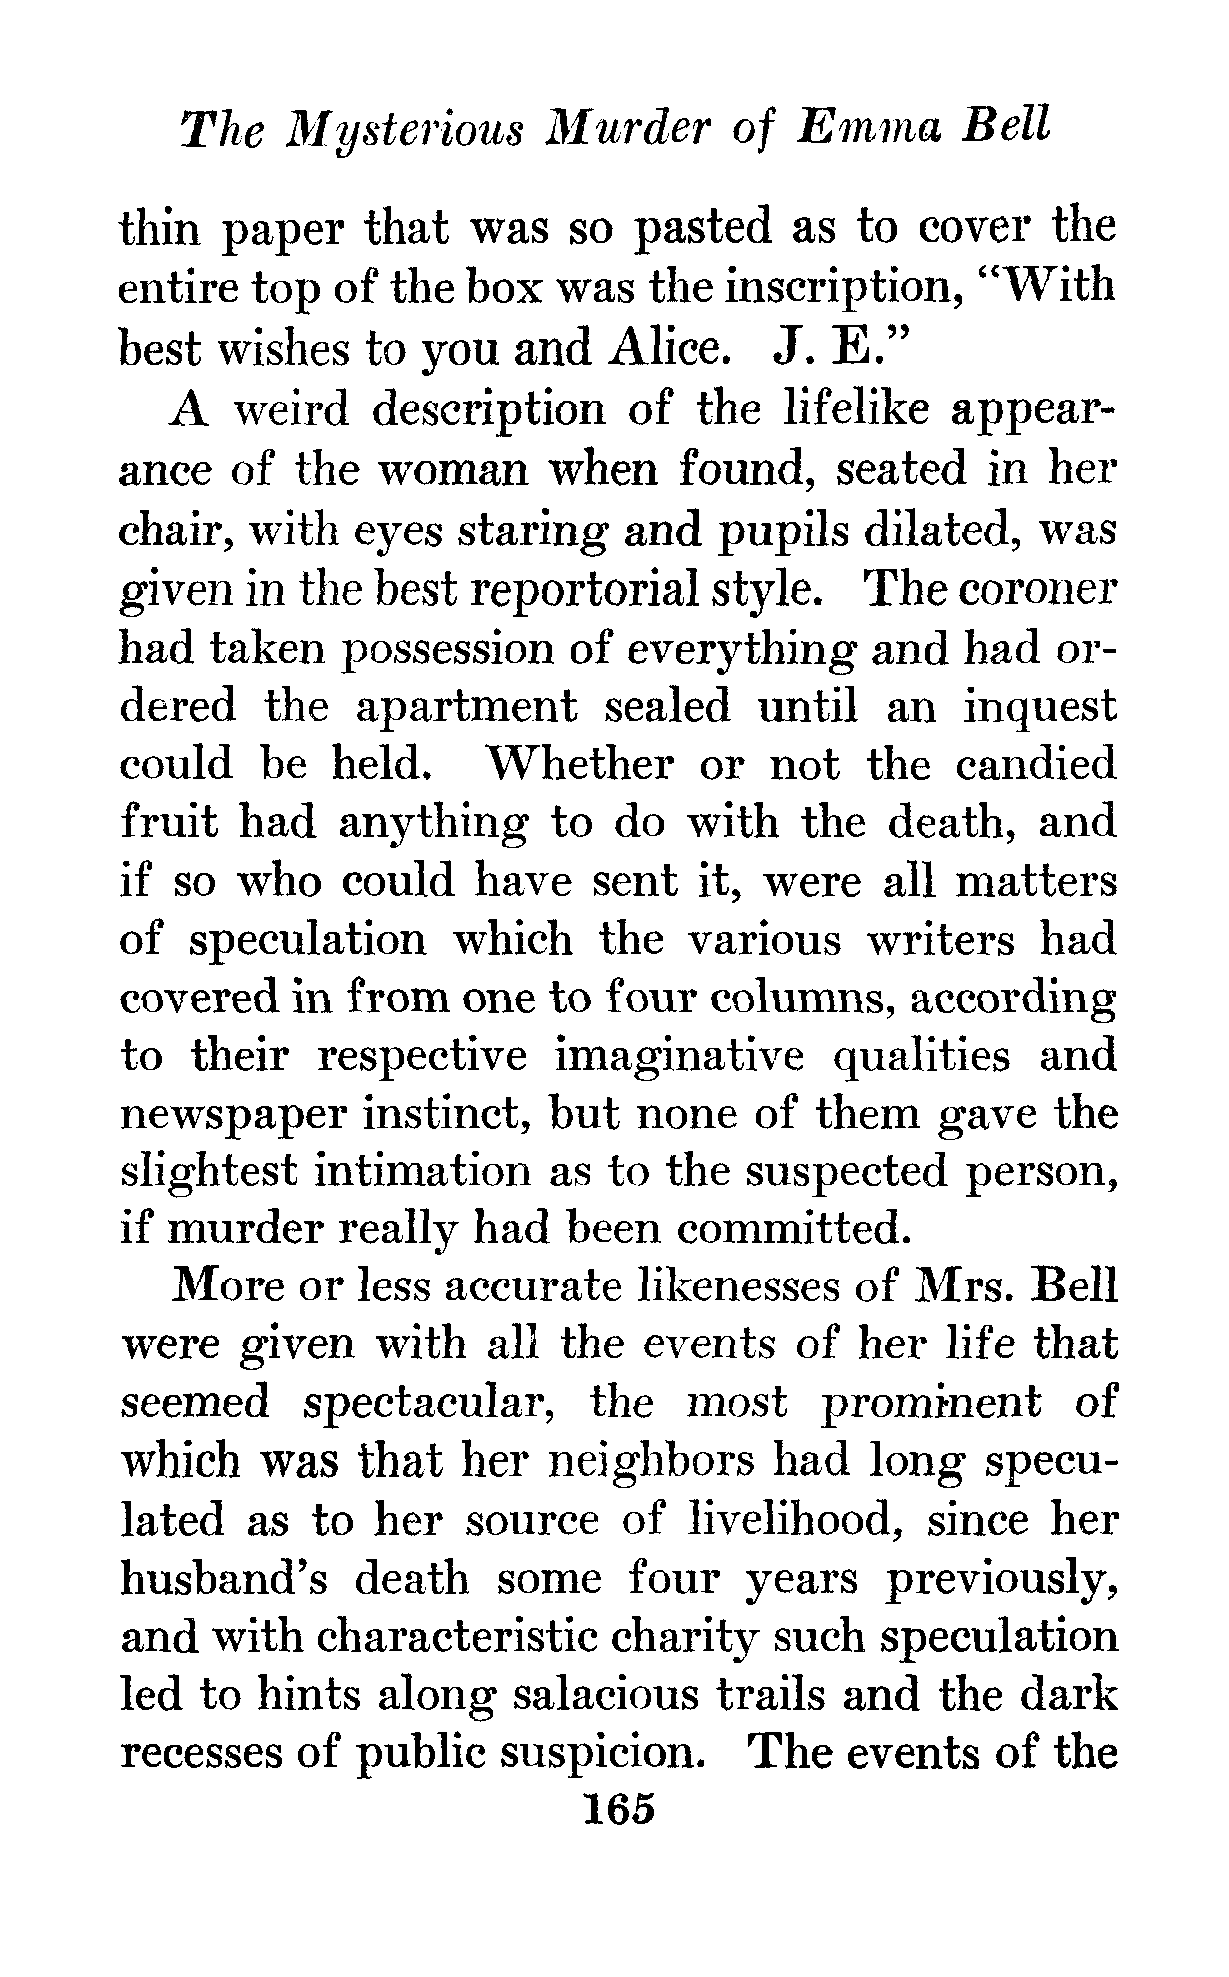 The Mysterious Murder of Emma Bell
thin paper that was so pasted as to cover the
entire top of the box was the inscription, “With
best wishes to you and Alice. J. E.”
A weird description of the lifelike appear-
ance of the woman when found, seated in her
chair, with eyes staring and pupils dilated, was
given in the best reportorial style. The coroner
had taken possession of everything and had or-
dered the apartment sealed until an inquest
could be held. Whether or not the candied
fruit had anything to do with the death, and
if so who could have sent it, were all matters
of speculation which the various writers had
covered in from one to four columns, according
to their respective imaginative qualities and
newspaper instinct, but none of them gave the
slightest intimation as to the suspected person,
if murder really had been committed.
More or less accurate likenesses of Mrs. Bell
were given with all the events of her life that
seemed spectacular, the most prominent of
which was that her neighbors had long specu-
lated as to her source of livelihood, since her
husband’s death some four years previously,
and with characteristic charity such speculation
led to hints along salacious trails and the dark
recesses of public suspicion. The events of the
165